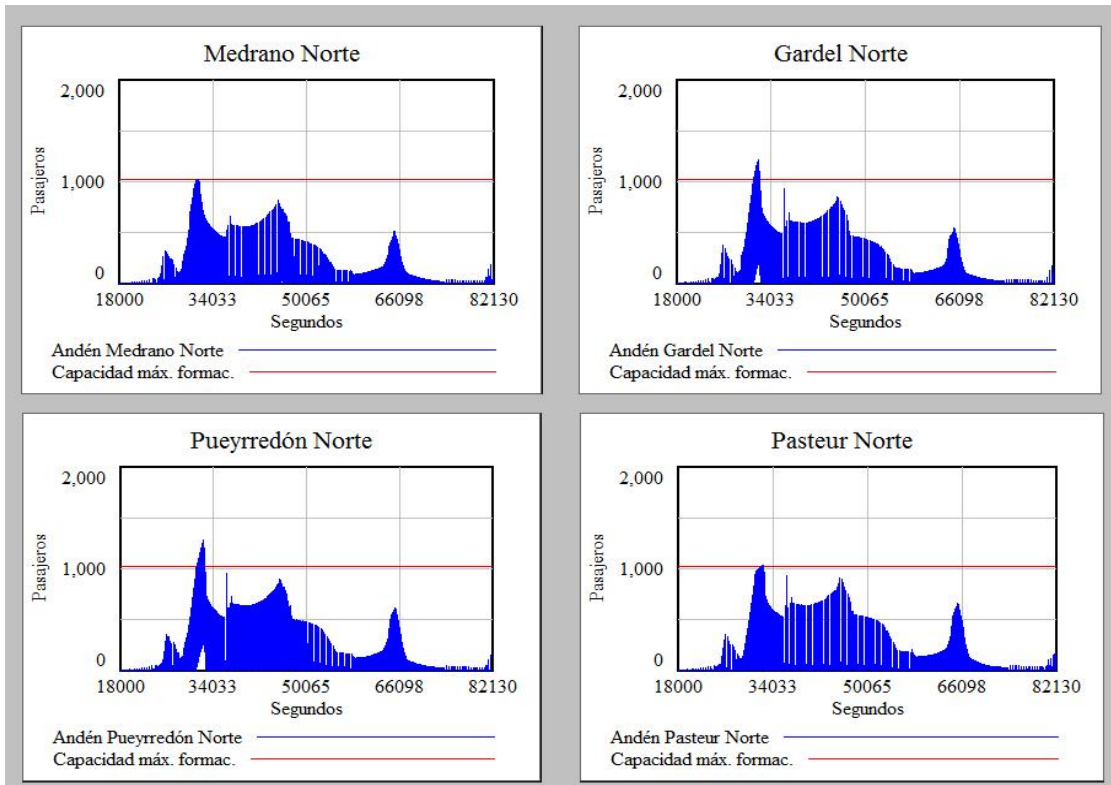 Medrano Norte
2,000
1,000
0
Pasajeros
18000 34033 50065 66098 82130
Segundos
Andén Medrano Norte
Capacidad máx. formac.
Gardel Norte
2,000
1,000
0
Pasajeros
18000 34033 50065 66098 82130
Segundos
Andén Gardel Norte
Capacidad máx. formac.
Pueyrredón Norte
2,000
1,000
0
Pasajeros
18000 34033 50065 66098 82130
Segundos
Andén Pueyrredón Norte
Capacidad máx. formac.
Pasteur Norte
2,000
1,000
0
Pasajeros
18000 34033 50065 66098 82130
Segundos
Andén Pasteur Norte
Capacidad máx. formac.